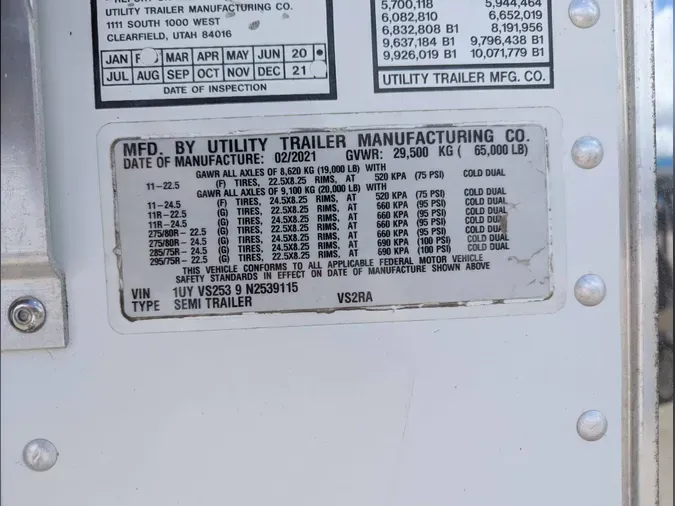 REPORT ON
UTILITY TRAILER MANUFACTURING CO.
1111 SOUTH 1000 WEST
CLEARFIELD, UTAH 84016
JAN MAR APR MAY JUN 20
JUL AUG SEP OCT NOV DEC 21
DATE OF INSPECTION
5,700,118 5,944,464
6,082,810 6,652,019
6,832,808 B1 8,191,956
9,637,184 B1 9,796,438 B1
9,926,019 B1 10,071,779 B1
UTILITY TRAILER MFG. CO.
MFD. BY UTILITY TRAILER MANUFACTURING CO.
DATE OF MANUFACTURE: 02/2021 GVWR: 29,500 KG ( 65,000 LB)
GAWR ALL AXLES OF 8,620 KG (19,000 LB) WITH
11-22.5 (F) TIRES, 22.5X8.25 RIMS, AT 520 KPA (75 PSI) COLD DUAL
GAWR ALL AXLES OF 9,100 KG (20,000 LB) WITH
11-24.5 (F) TIRES, 24.5X8.25 RIMS, AT 520 KPA (75 PSI) COLD DUAL
11R-22.5 (G) TIRES, 22.5X8.25 RIMS, AT 660 KPA (95 PSI) COLD DUAL
11R-24.5 (G) TIRES, 24.5X8.25 RIMS, AT 660 KPA (95 PSI) COLD DUAL
275/80R-22.5 (G) TIRES, 22.5X8.25 RIMS, AT 660 KPA (95 PSI) COLD DUAL
275/80R-24.5 (G) TIRES, 24.5X8.25 RIMS, AT 660 KPA (95 PSI) COLD DUAL
285/75R-24.5 (G) TIRES, 24.5X8.25 RIMS, AT 690 KPA (100 PSI) COLD DUAL
295/75R-22.5 (G) TIRES, 22.5X8.25 RIMS, AT 690 KPA (100 PSI) COLD DUAL
THIS VEHICLE CONFORMS TO ALL APPLICABLE FEDERAL MOTOR VEHICLE
SAFETY STANDARDS IN EFFECT ON DATE OF MANUFACTURE SHOWN ABOVE
VIN 1UY VS253 9 N2539115
TYPE SEMI TRAILER VS2RA